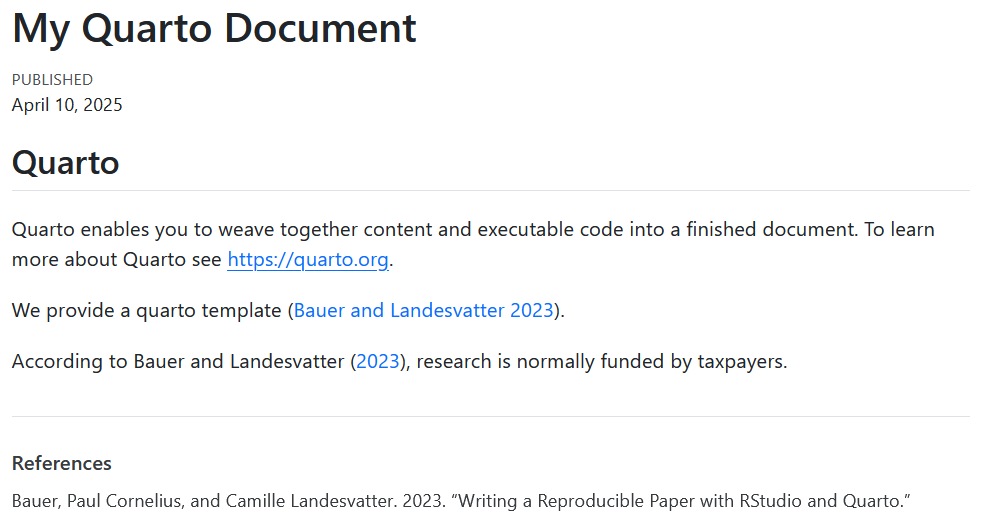 My Quarto Document
PUBLISHED
April 10, 2025
Quarto
Quarto enables you to weave together content and executable code into a finished document. To learn
more about Quarto see https://quarto.org.
We provide a quarto template (Bauer and Landesvatter 2023).
According to Bauer and Landesvatter (2023), research is normally funded by taxpayers.
References
Bauer, Paul Cornelius, and Camille Landesvatter. 2023. “Writing a Reproducible Paper with RStudio and Quarto.”